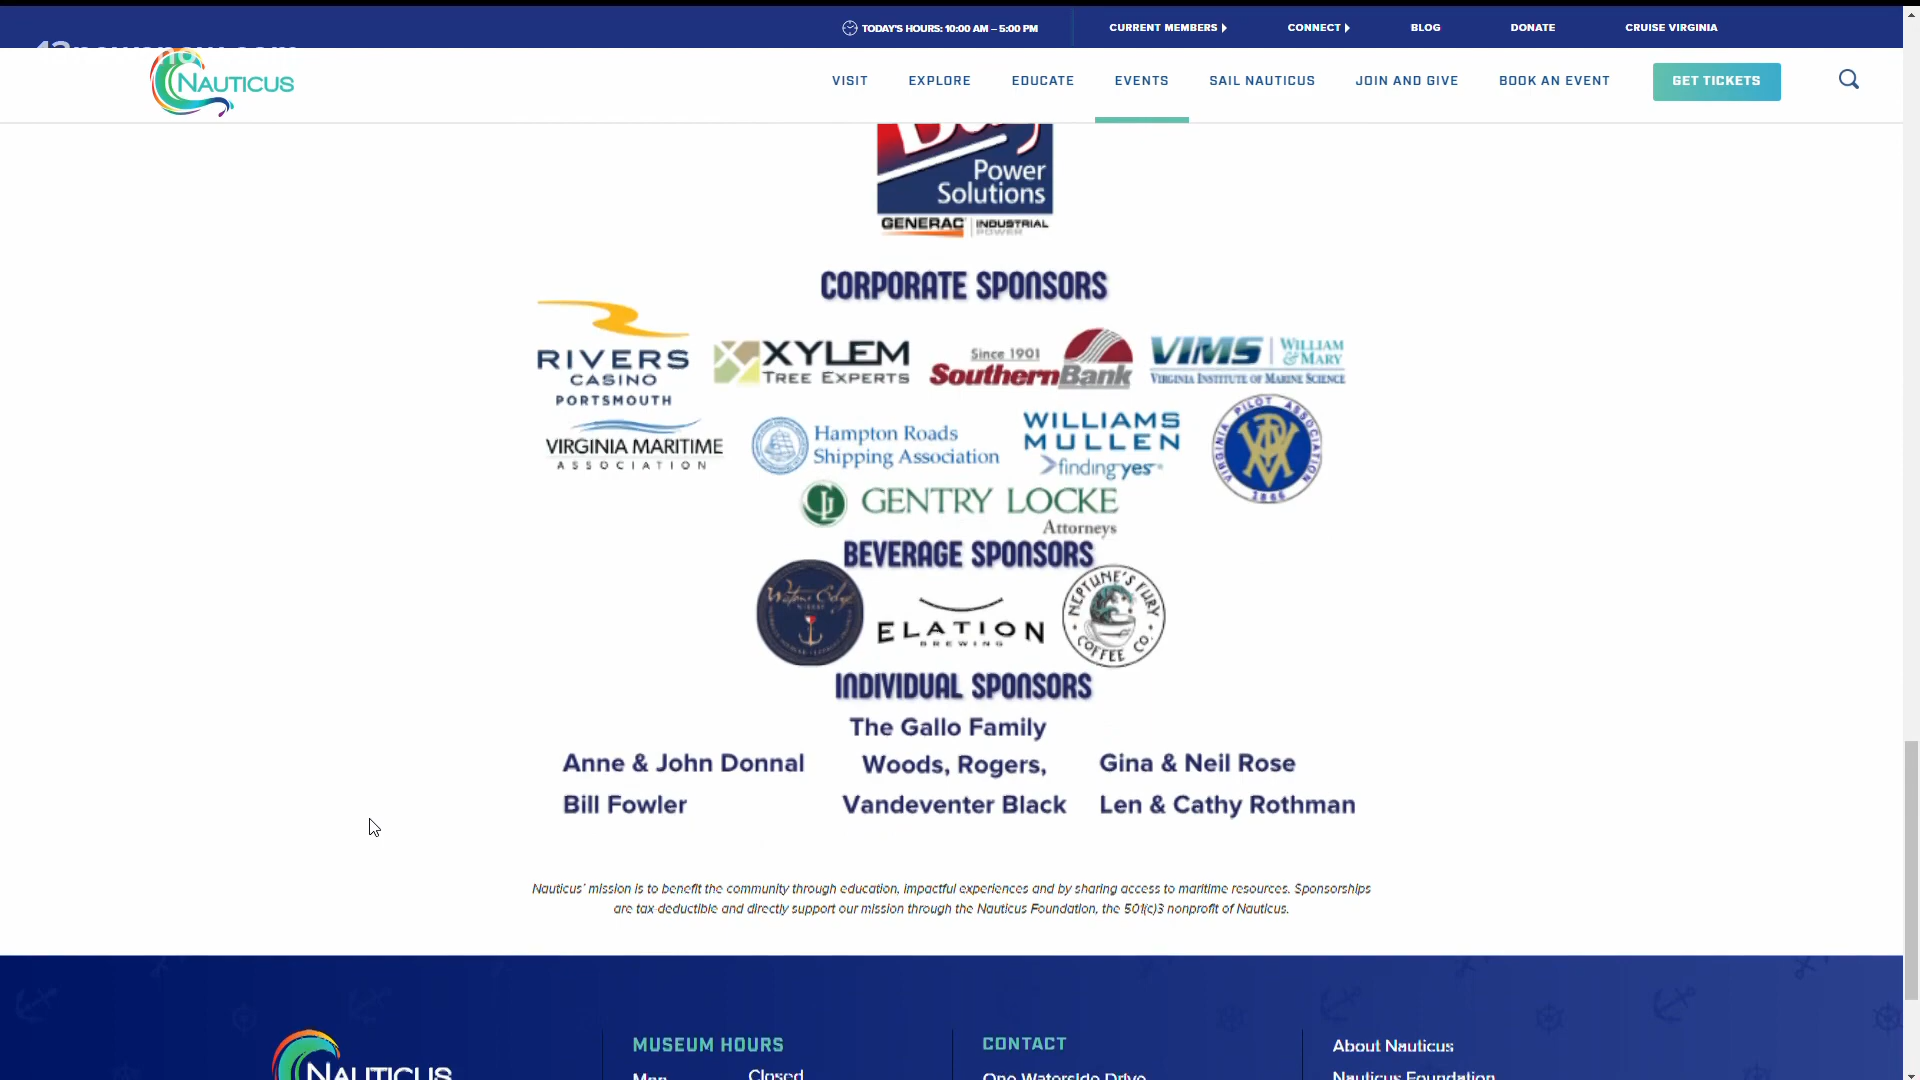 TODAY'S HOURS: 10:00 AM – 5:00 PM
CURRENT MEMBERS
CONNECT
BLOG
DONATE
CRUISE VIRGINIA
NAUTICUS
VISIT
EXPLORE
EDUCATE
EVENTS
SAIL NAUTICUS
JOIN AND GIVE
BOOK AN EVENT
GET TICKETS
Power
Solutions
GENERAC | INDUSTRIAL
POWER
CORPORATE SPONSORS
RIVERS
CASINO
PORTSMOUTH
XYLEM
TREE EXPERTS
Since 1901
SouthernBank
VIMS | WILLIAM
& MARY
VIRGINIA INSTITUTE OF MARINE SCIENCE
VIRGINIA MARITIME
ASSOCIATION
Hampton Roads
Shipping Association
WILLIAMS
MULLEN
finding yes
VIRGINIA PILOT ASSOCIATION
1866
GENTRY LOCKE
Attorneys
BEVERAGE SPONSORS
ELATION
BREWING
NEPTUNE'S FURY
COFFEE CO.
INDIVIDUAL SPONSORS
The Gallo Family
Anne & John Donnal
Woods, Rogers,
Gina & Neil Rose
Bill Fowler
Vandeventer Black
Len & Cathy Rothman
Nauticus' mission is to benefit the community through education, impactful experiences and by sharing access to maritime resources. Sponsorships
are tax-deductible and directly support our mission through the Nauticus Foundation, the 501(c)3 nonprofit of Nauticus.
NAUTICUS
MUSEUM HOURS
Mon
Closed
CONTACT
One Waterside Drive
About Nauticus
Nauticus Foundation